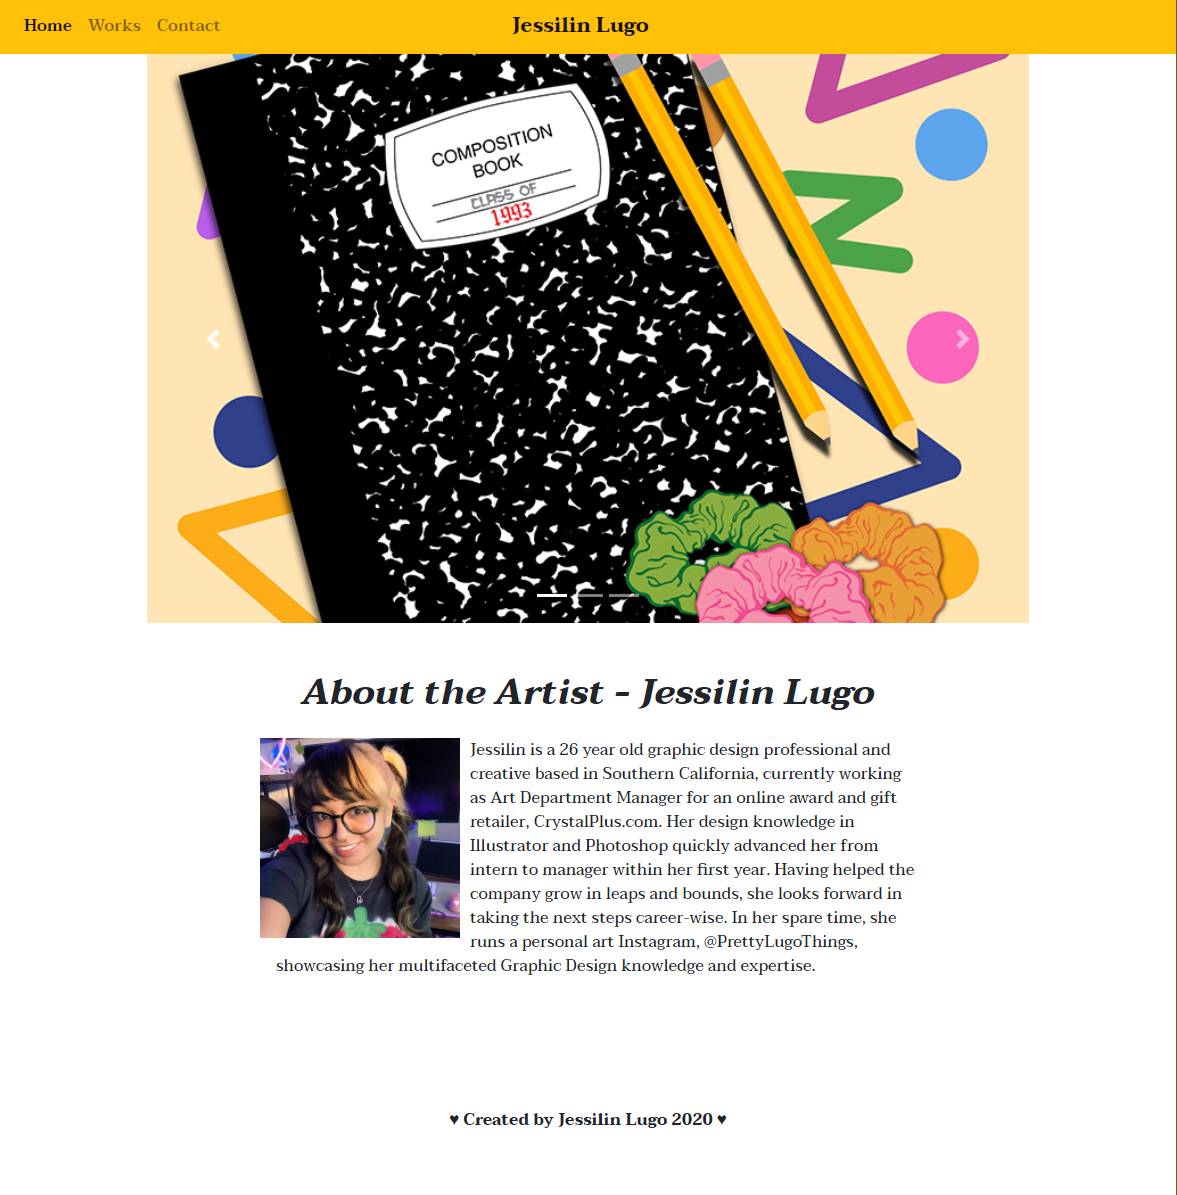 Home Works Contact Jessilin Lugo
COMPOSITION
BOOK
CLASS OF
1993
About the Artist - Jessilin Lugo
Jessilin is a 26 year old graphic design professional and
creative based in Southern California, currently working
as Art Department Manager for an online award and gift
retailer, CrystalPlus.com. Her design knowledge in
Illustrator and Photoshop quickly advanced her from
intern to manager within her first year. Having helped the
company grow in leaps and bounds, she looks forward in
taking the next steps career-wise. In her spare time, she
runs a personal art Instagram, @PrettyLugoThings,
showcasing her multifaceted Graphic Design knowledge and expertise.
♥ Created by Jessilin Lugo 2020 ♥